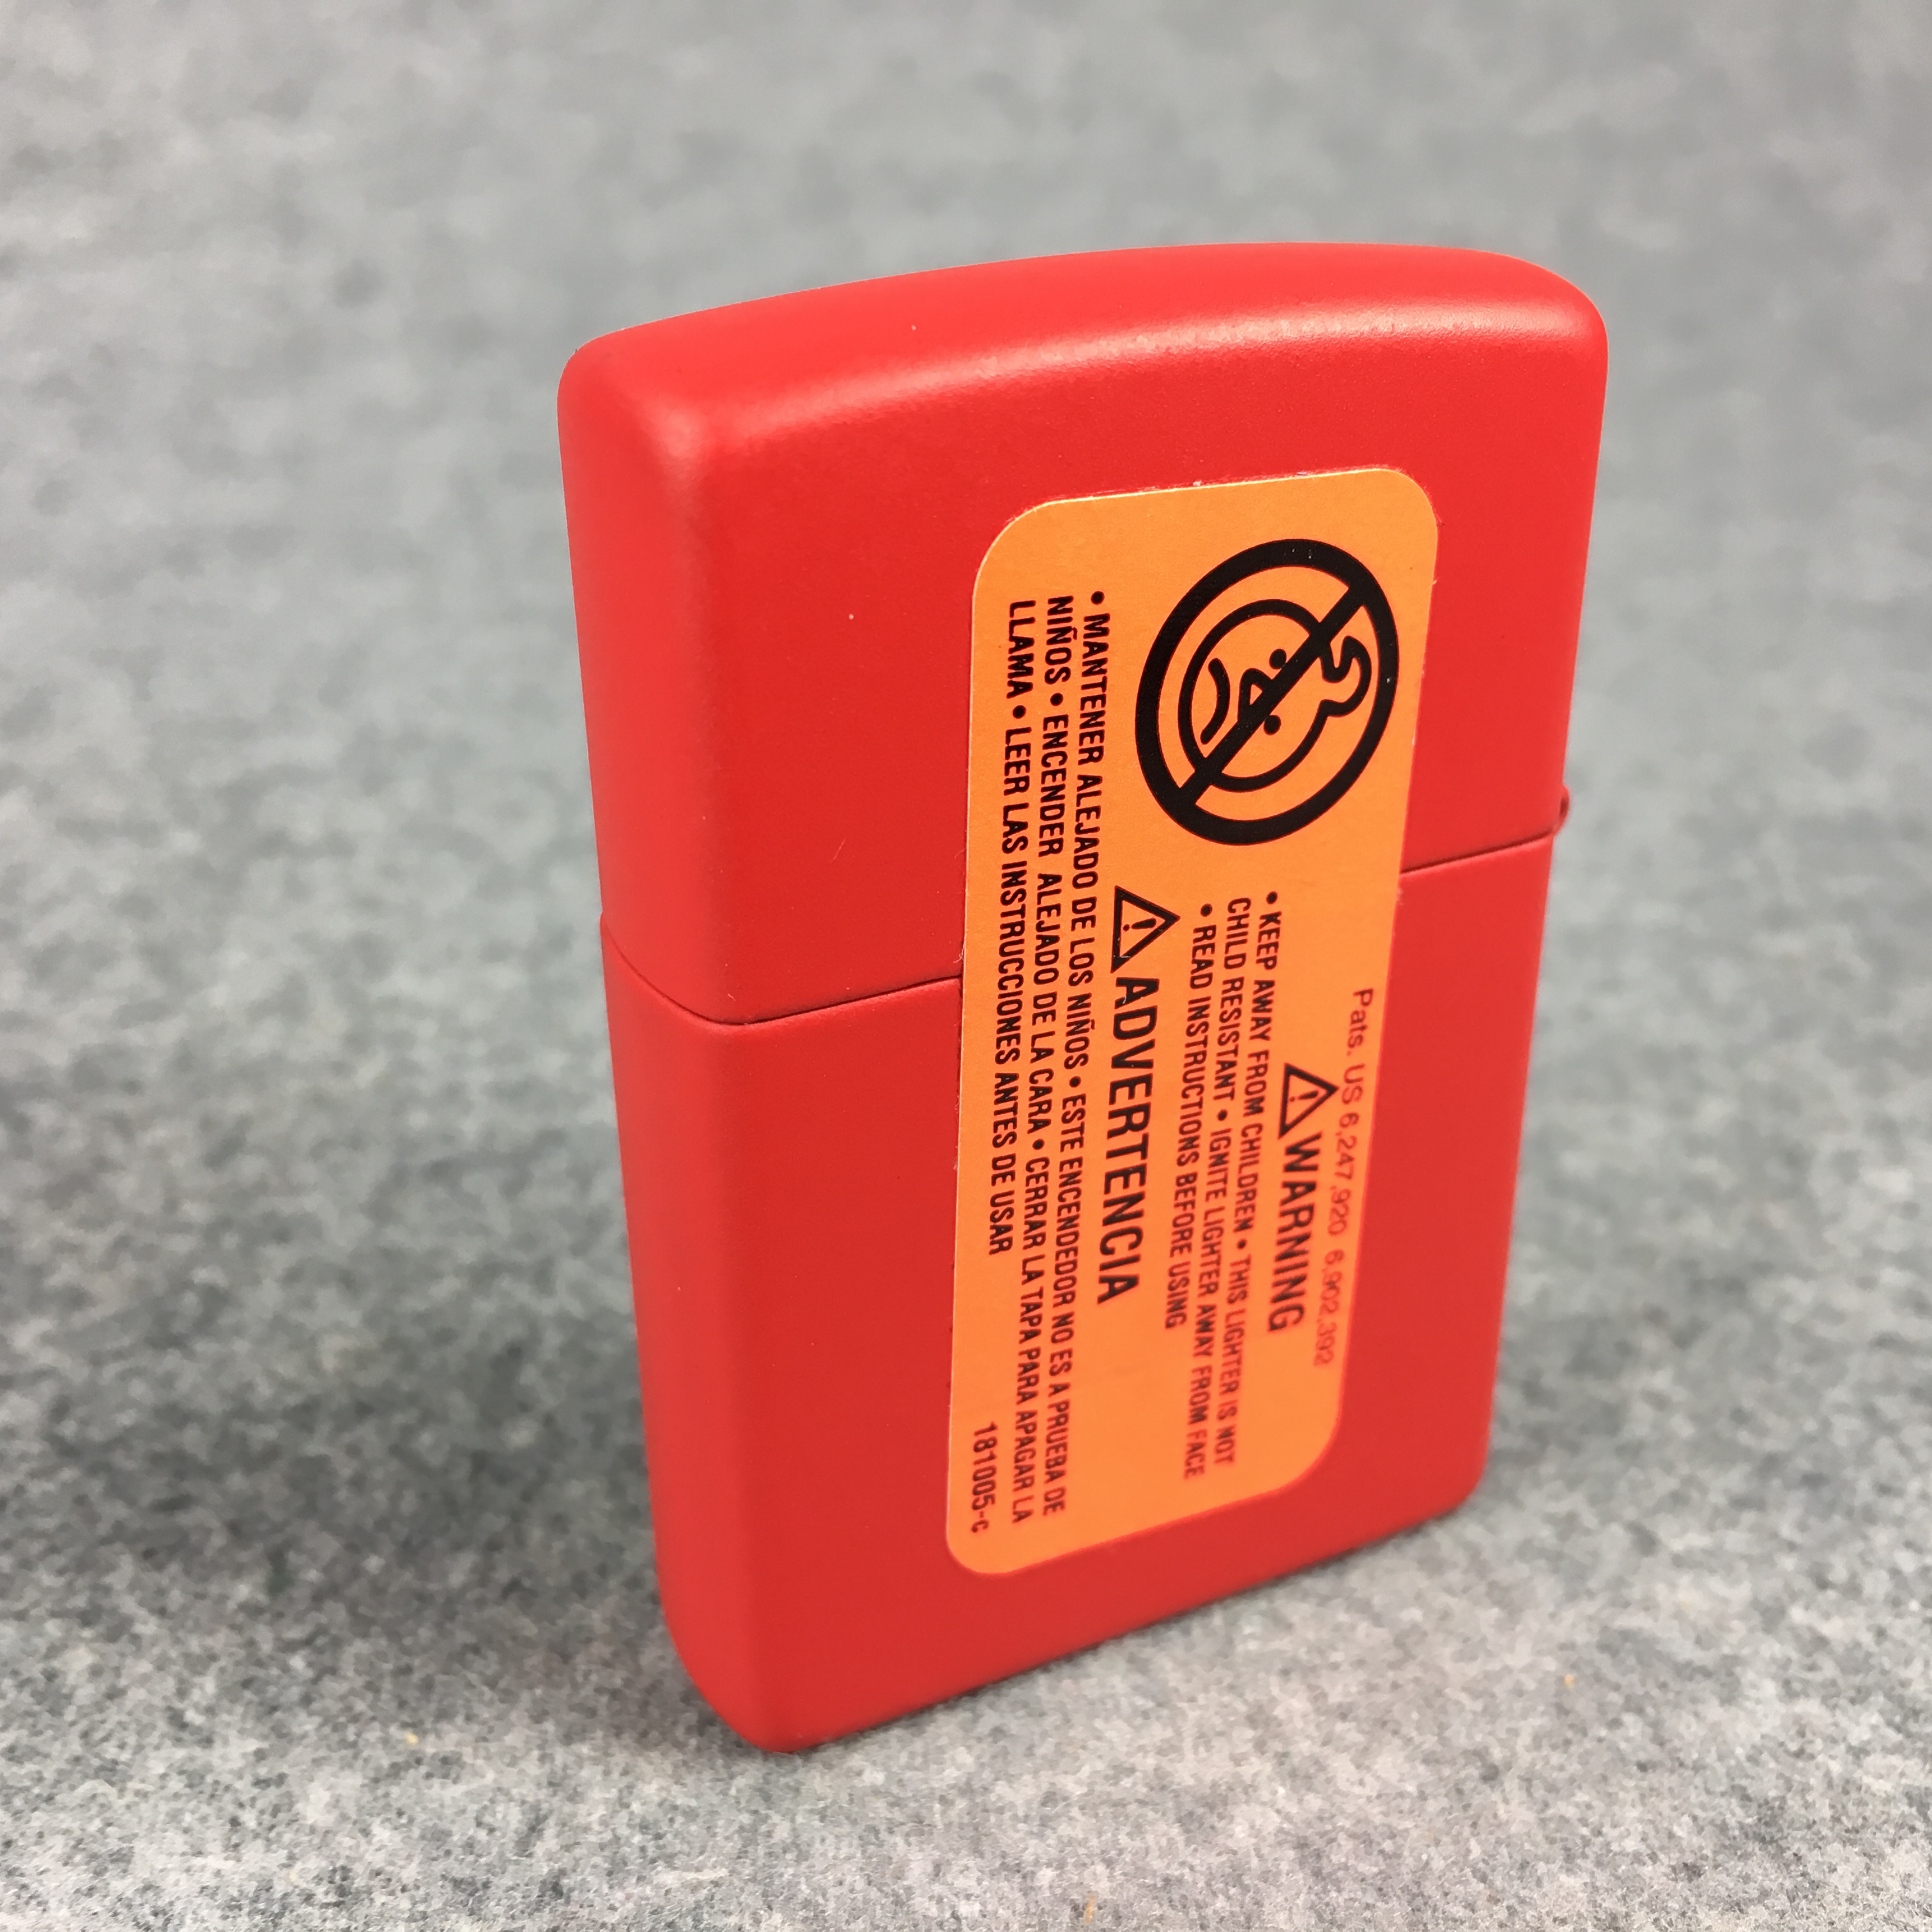 Pats. US 6,247,920 6,902,392
WARNING
• KEEP AWAY FROM CHILDREN • THIS LIGHTER IS NOT
CHILD RESISTANT • IGNITE LIGHTER AWAY FROM FACE
• READ INSTRUCTIONS BEFORE USING
ADVERTENCIA
• MANTENER ALEJADO DE LOS NIÑOS • ESTE ENCENDEDOR NO ES A PRUEBA DE
NIÑOS • ENCENDER ALEJADO DE LA CARA • CERRAR LA TAPA PARA APAGAR LA
LLAMA • LEER LAS INSTRUCCIONES ANTES DE USAR
181005-c